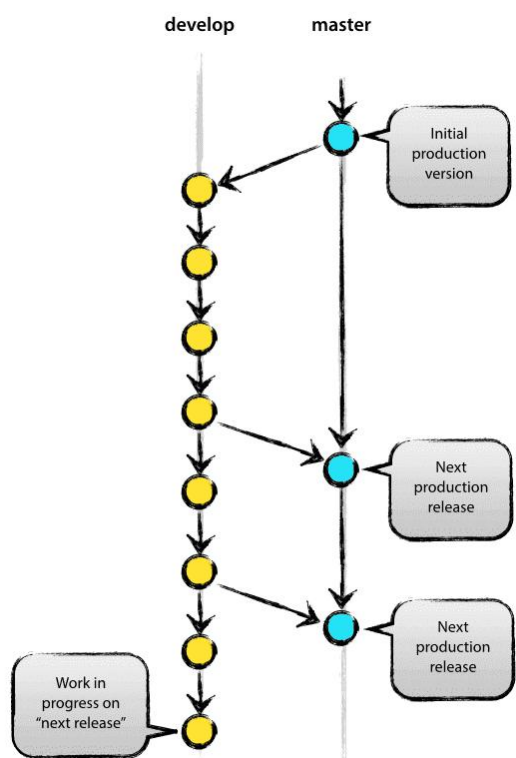 develop
master
Initial
production
version
Next
production
release
Next
production
release
Work in
progress on
“next release”